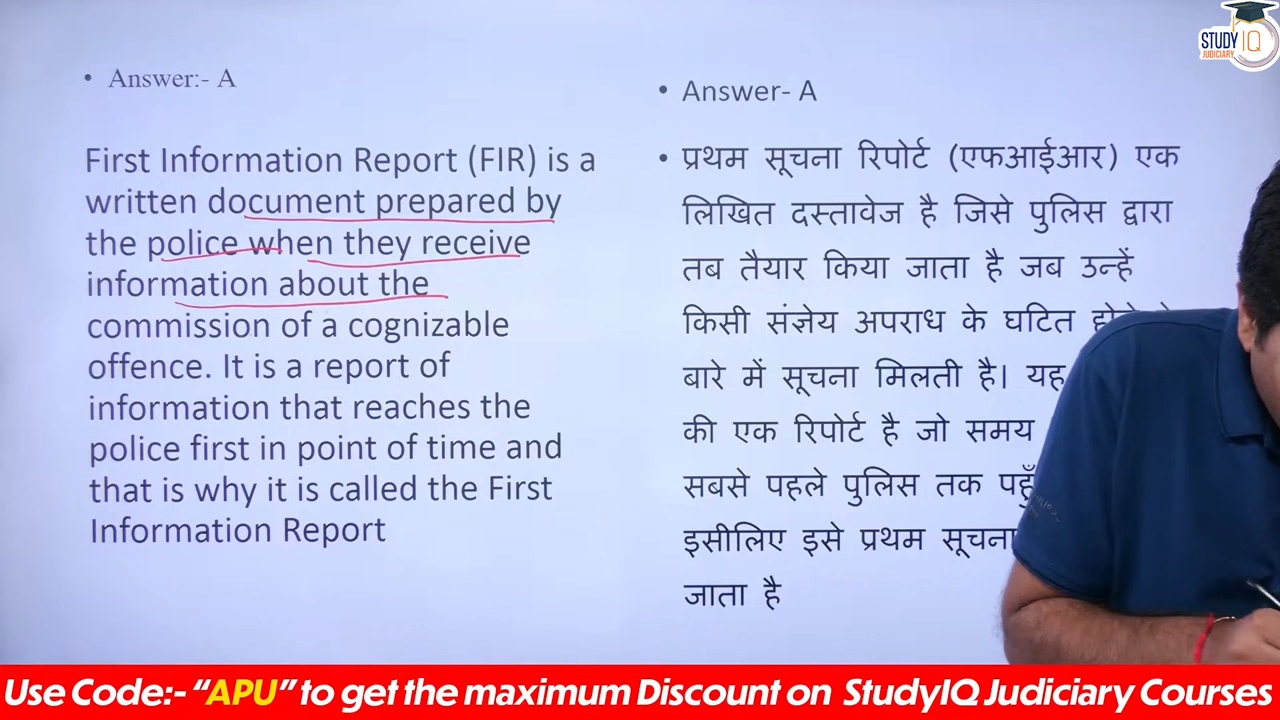 STUDY IQ
JUDICIARY
• Answer:- A
First Information Report (FIR) is a
written document prepared by
the police when they receive
information about the
commission of a cognizable
offence. It is a report of
information that reaches the
police first in point of time and
that is why it is called the First
Information Report
• Answer- A
• प्रथम सूचना रिपोर्ट (एफआईआर) एक
लिखित दस्तावेज है जिसे पुलिस द्वारा
तब तैयार किया जाता है जब उन्हें
किसी संज्ञेय अपराध के घटित
बारे में सूचना मिलती है। यह
की एक रिपोर्ट है जो समय
सबसे पहले पुलिस तक
इसीलिए इसे प्रथम सूचना
जाता है
Use Code:- “APU” to get the maximum Discount on StudyIQ Judiciary Courses